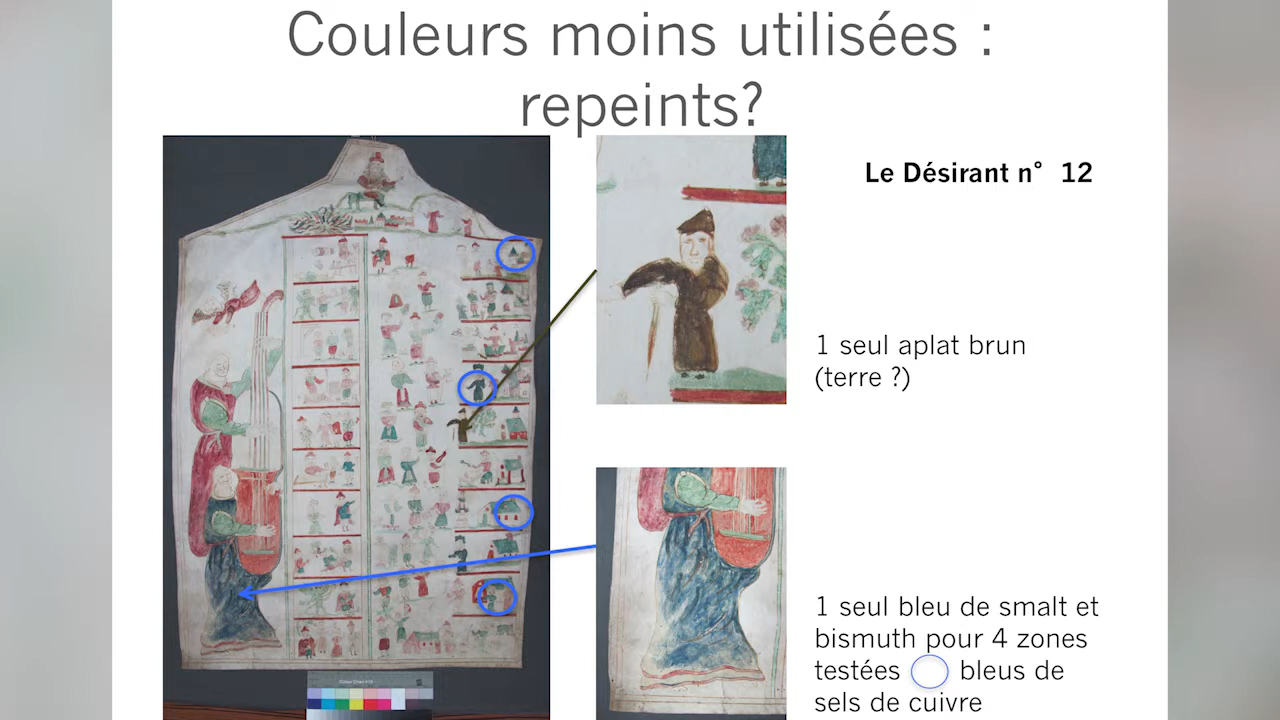 Couleurs moins utilisées :
repeints?
Le Désirant n° 12
1 seul aplat brun
(terre ?)
1 seul bleu de smalt et
bismuth pour 4 zones
testées bleus de
sels de cuivre